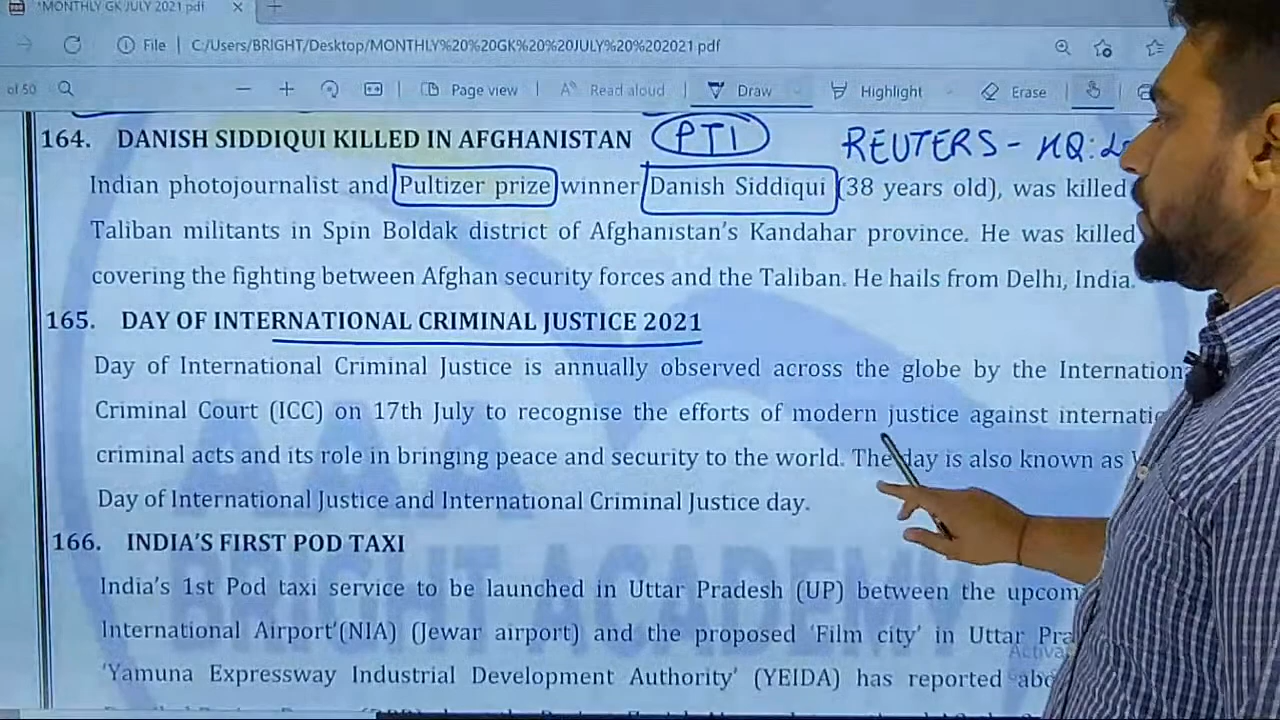 *MONTHLY GK JULY 2021 pdf
File | C:/Users/BRIGHT/Desktop/MONTHLY%20%20GK%20%20JULY%20%202021 pdf
of 50 Page view Read aloud Draw Highlight Erase
164. DANISH SIDDIQUI KILLED IN AFGHANISTAN PTI REUTERS - HQ:
Indian photojournalist and Pultizer prize winner Danish Siddiqui (38 years old), was killed
Taliban militants in Spin Boldak district of Afghanistan's Kandahar province. He was killed
covering the fighting between Afghan security forces and the Taliban. He hails from Delhi, India.
165. DAY OF INTERNATIONAL CRIMINAL JUSTICE 2021
Day of International Criminal Justice is annually observed across the globe by the Internation
Criminal Court (ICC) on 17th July to recognise the efforts of modern justice against internati
criminal acts and its role in bringing peace and security to the world. The day is also known as
Day of International Justice and International Criminal Justice day.
166. INDIA'S FIRST POD TAXI
India's 1st Pod taxi service to be launched in Uttar Pradesh (UP) between the upcom
International Airport'(NIA) (Jewar airport) and the proposed 'Film city' in Uttar Pra
'Yamuna Expressway Industrial Development Authority' (YEIDA) has reported abo
AAA
BRIGHT ACADEMY